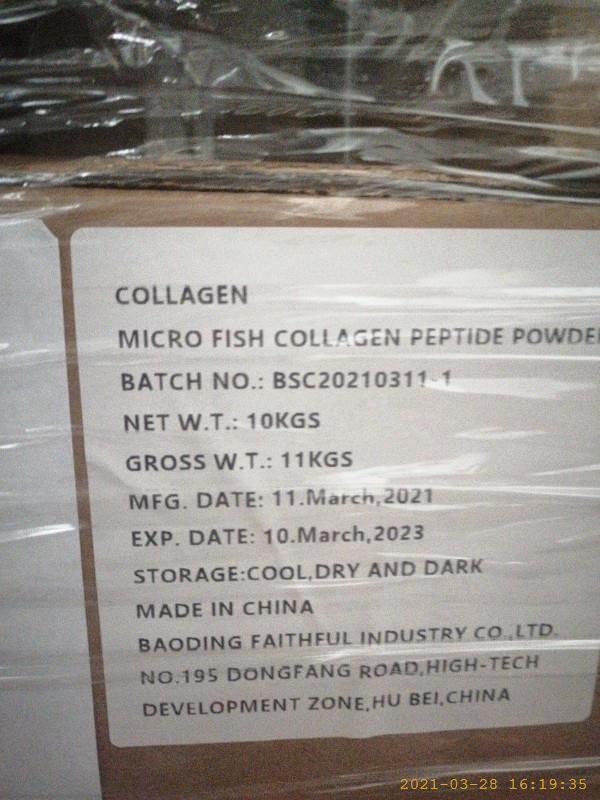 COLLAGEN
MICRO FISH COLLAGEN PEPTIDE POWDE
BATCH NO.: BSC20210311-1
NET W.T.: 10KGS
GROSS W.T.: 11KGS
MFG. DATE: 11.March,2021
EXP. DATE: 10.March,2023
STORAGE:COOL,DRY AND DARK
MADE IN CHINA
BAODING FAITHFUL INDUSTRY CO.,LTD.
NO.195 DONGFANG ROAD,HIGH-TECH
DEVELOPMENT ZONE,HU BEI,CHINA
2021-03-28 16:19:35